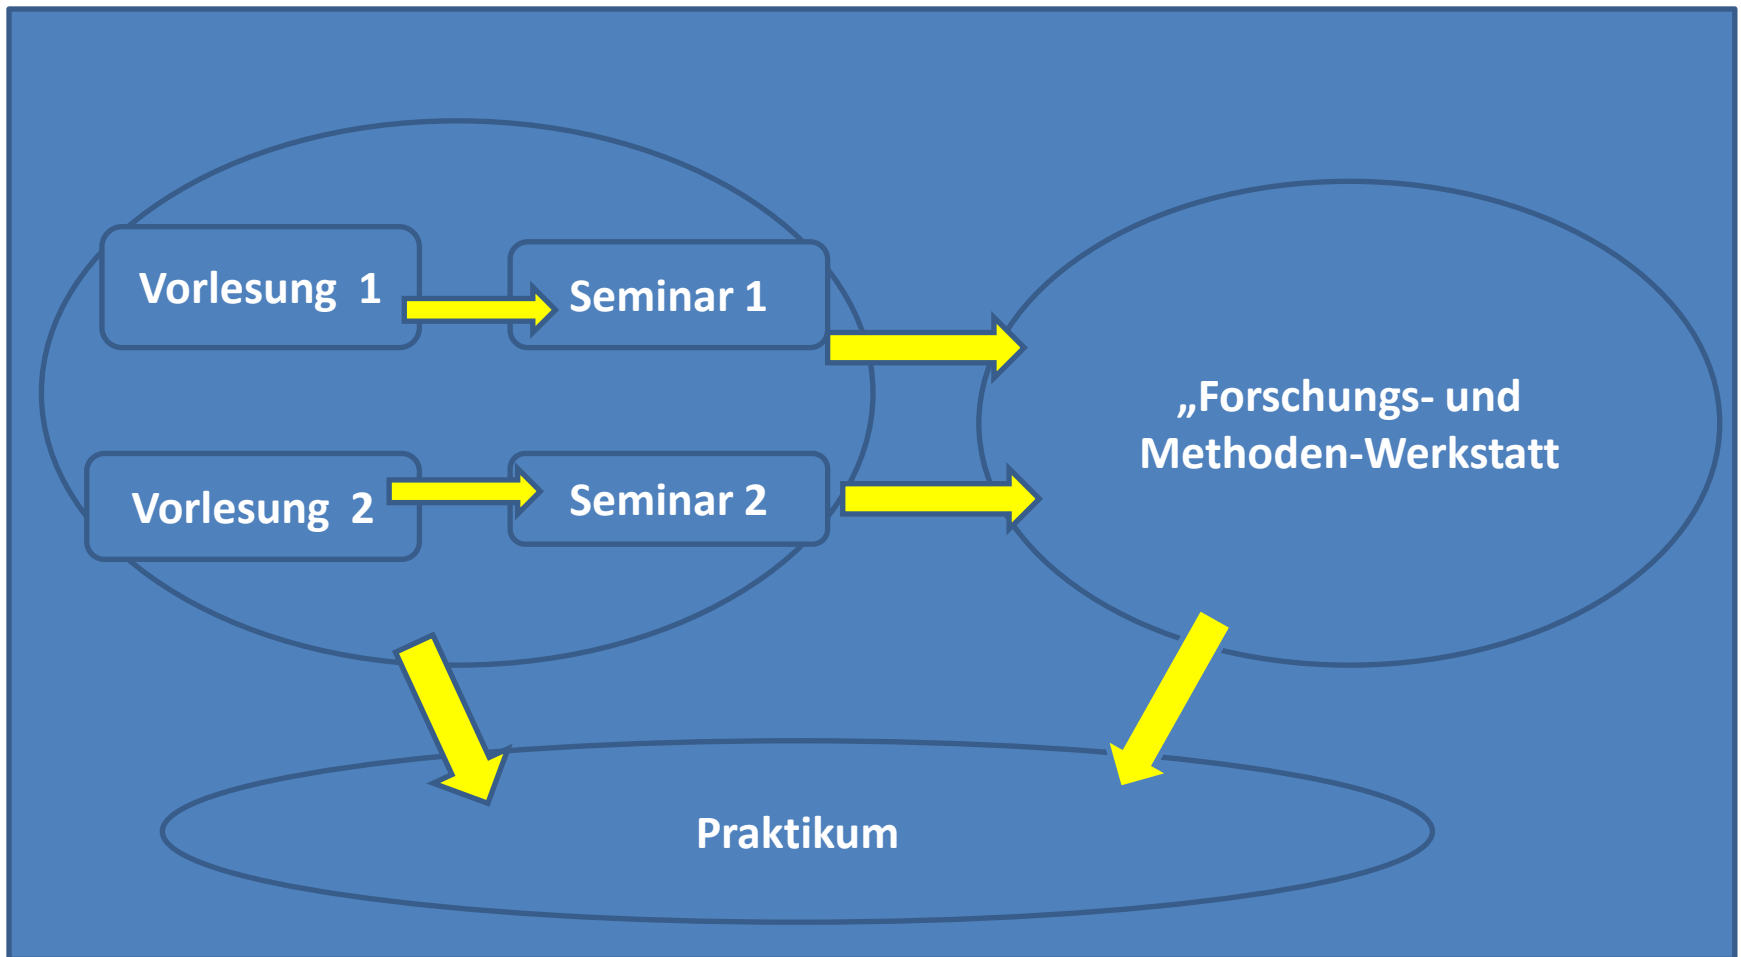 Vorlesung  1
Seminar 1
Vorlesung  2
Seminar 2
„Forschungs- und
Methoden-Werkstatt
Praktikum